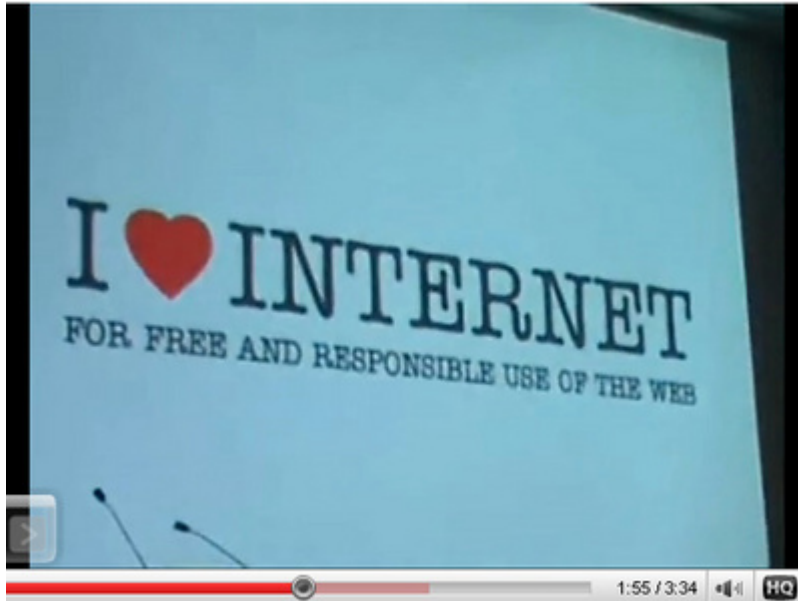 I ❤ INTERNET
FOR FREE AND RESPONSIBLE USE OF THE WEB
1:55 / 3:34
HQ